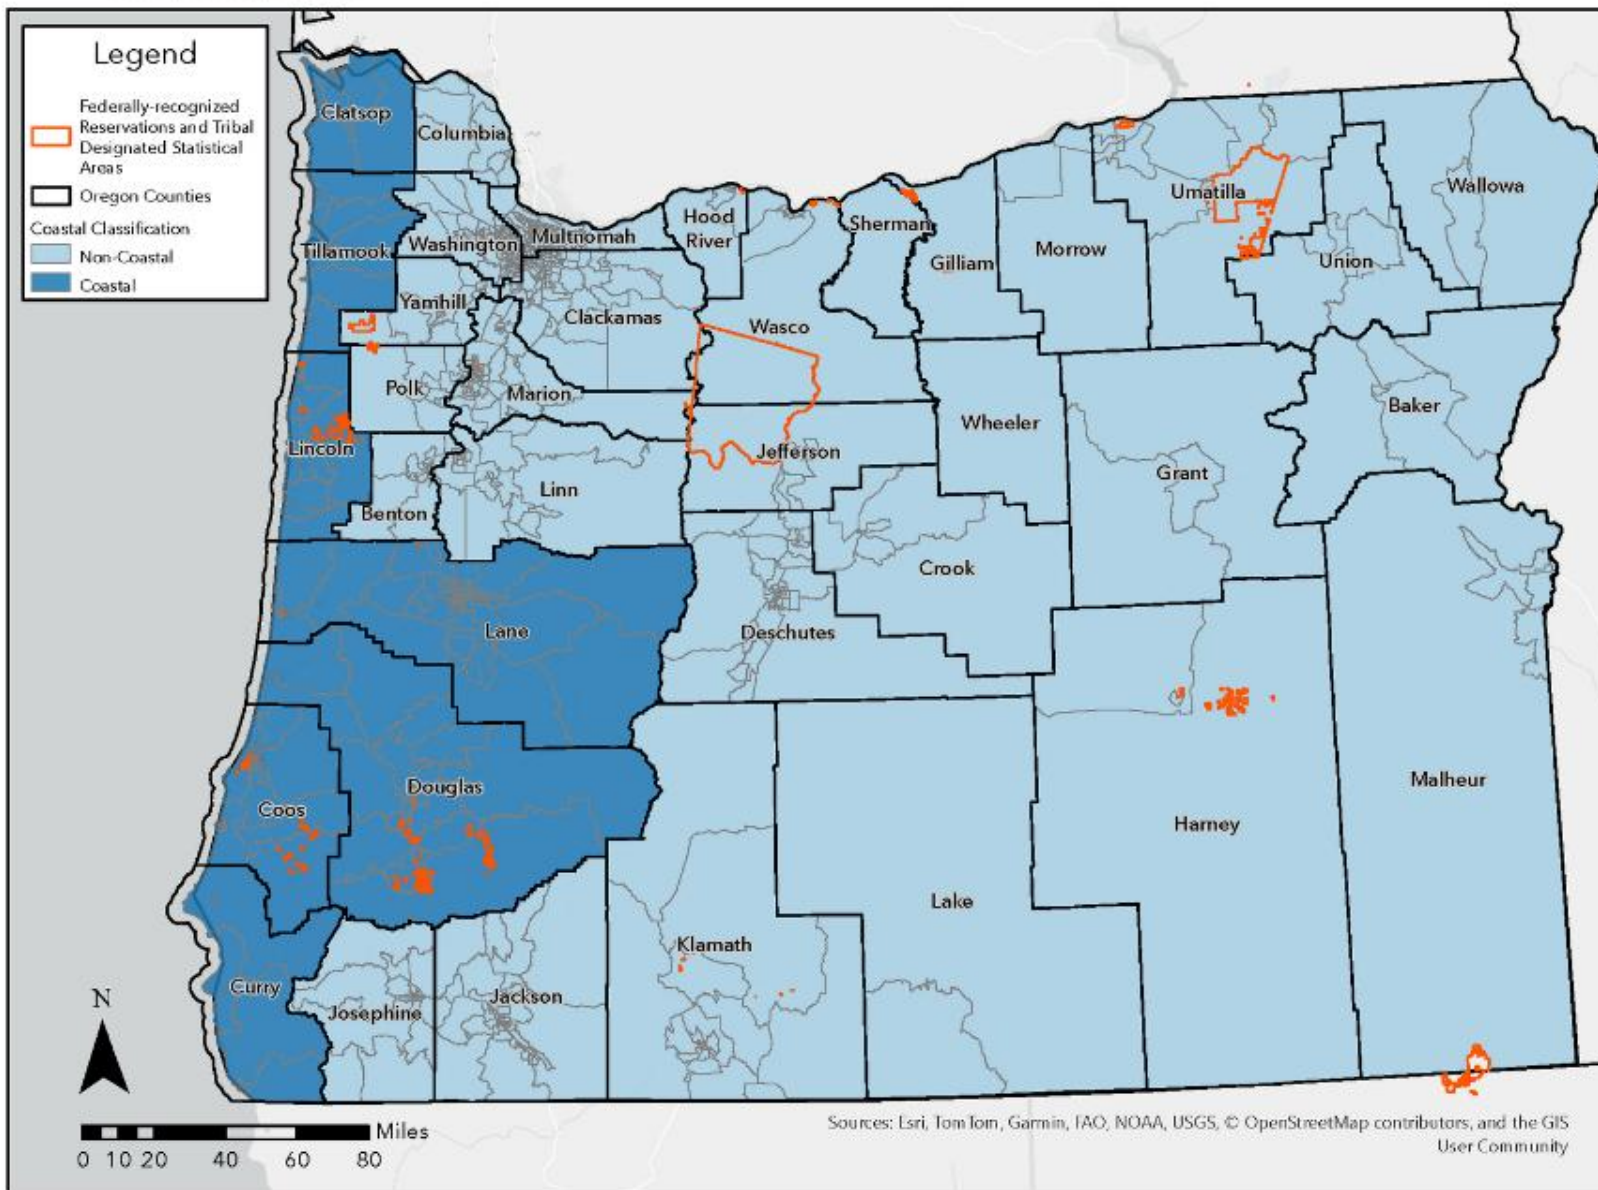 Legend
Federally-recognized
Reservations and Tribal
Designated Statistical
Areas
Oregon Counties
Coastal Classification
Non-Coastal
Coastal
Clatsop
Columbia
Tillamook
Washington
Multnomah
Hood
River
Sherman
Gilliam
Morrow
Umatilla
Wallowa
Union
Yamhill
Clackamas
Wasco
Polk
Marion
Wheeler
Baker
Lincoln
Jefferson
Grant
Linn
Benton
Crook
Lane
Deschutes
Douglas
Coos
Malheur
Harney
Lake
Klamath
Curry
Josephine
Jackson
N
Miles
0 10 20 40 60 80
Sources: Esri, TomTom, Garmin, FAO, NOAA, USGS, © OpenStreetMap contributors, and the GIS
User Community